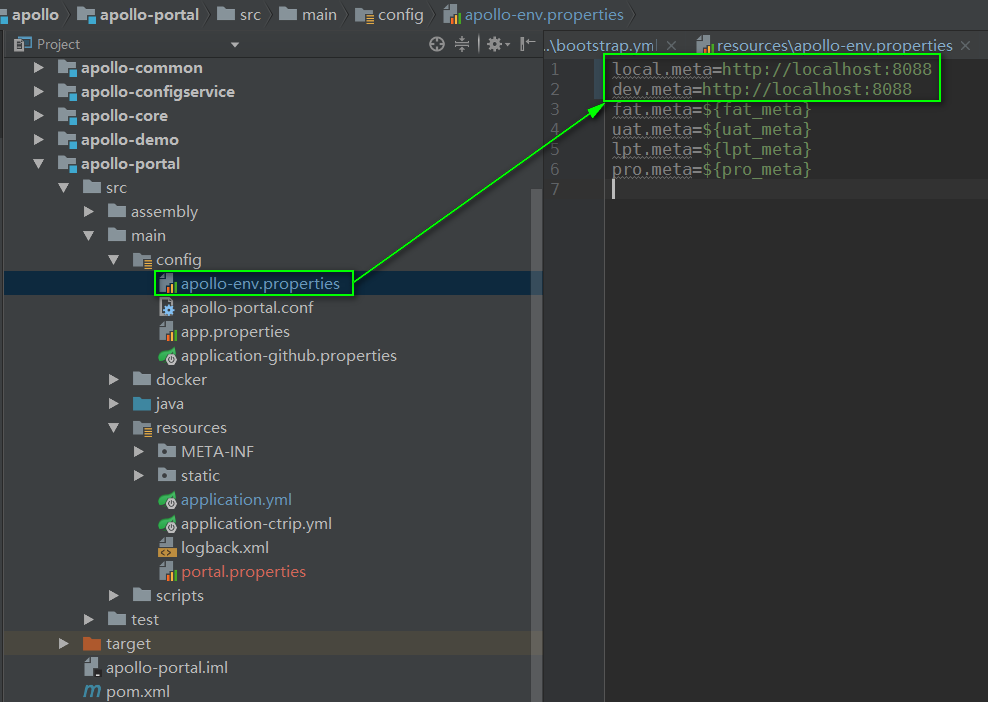 apollo apollo-portal src main config apollo-env.properties
Project
..\bootstrap.yml resources\apollo-env.properties
apollo-common
apollo-configservice
apollo-core
apollo-demo
apollo-portal
src
assembly
main
config
apollo-env.properties
apollo-portal.conf
app.properties
application-github.properties
docker
java
resources
META-INF
static
application.yml
application-ctrip.yml
logback.xml
portal.properties
scripts
test
target
apollo-portal.iml
pom.xml
1 local.meta=http://localhost:8088
2 dev.meta=http://localhost:8088
3 fat.meta=${fat_meta}
4 uat.meta=${uat_meta}
5 lpt.meta=${lpt_meta}
6 pro.meta=${pro_meta}
7